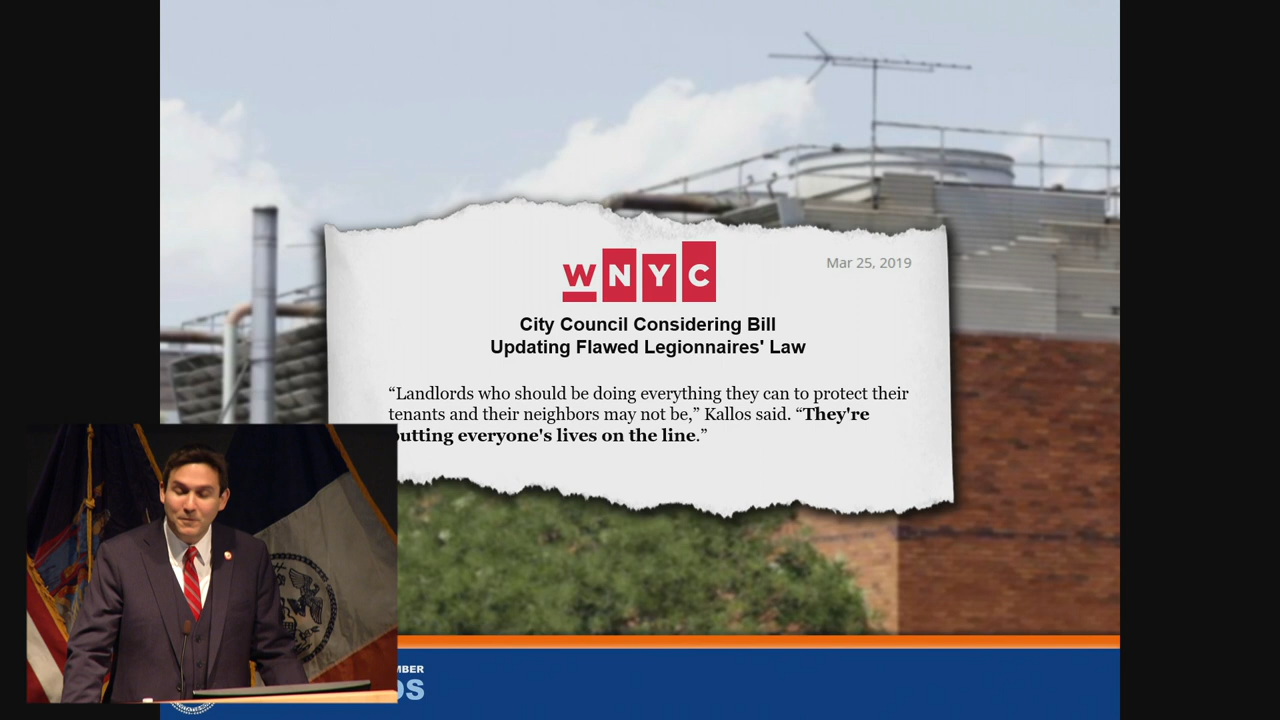 WNYC
Mar 25, 2019
City Council Considering Bill
Updating Flawed Legionnaires' Law
“Landlords who should be doing everything they can to protect their
tenants and their neighbors may not be,” Kallos said. “They're
putting everyone's lives on the line.”
MBER
OS